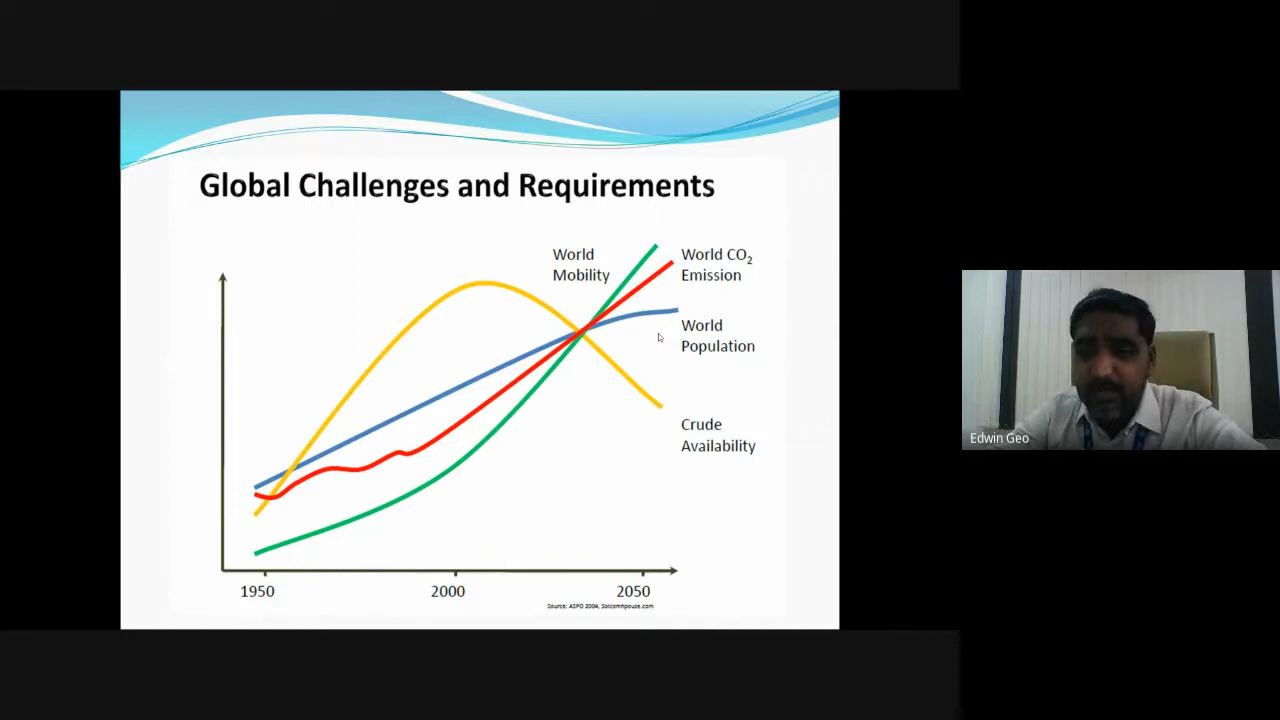 Global Challenges and Requirements
World
Mobility
World CO₂
Emission
World
Population
Crude
Availability
1950
2000
2050
Source: ASPO 2004, Solcomhpouse.com
Edwin Geo